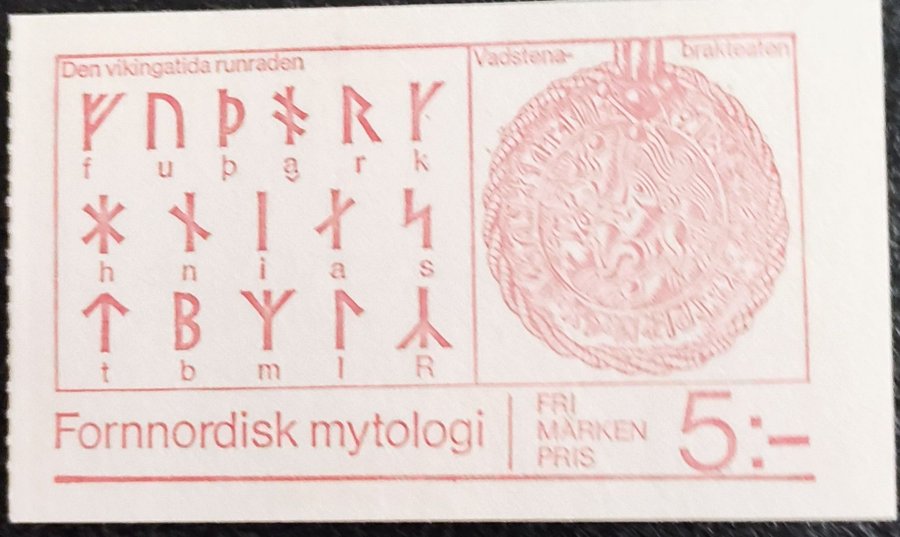 Den vikingatida runraden
ᚠ ᚢ ᚦ ᚬ ᚱ ᚴ
f u þ ą r k
ᚼ ᚾ ᛁ ᛅ ᛋ
h n i a s
ᛏ ᛒ ᛉ ᛚ ᛦ
t b m l R
Vadstena-brakteaten
Fornnordisk mytologi
FRI
MÄRKEN
PRIS
5:–